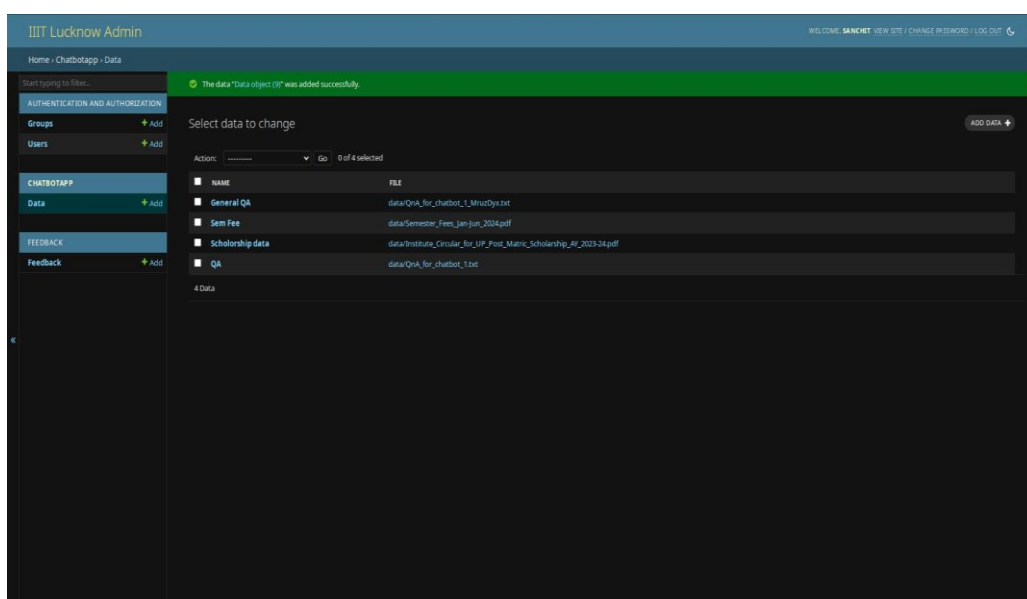 IIIT Lucknow Admin
WELCOME, SANCHIT. VIEW SITE / CHANGE PASSWORD / LOG OUT
Home › Chatbotapp › Data
Start typing to filter...
AUTHENTICATION AND AUTHORIZATION
Groups + Add
Users + Add
CHATBOTAPP
Data + Add
FEEDBACK
Feedback + Add
«
The data "Data object (9)" was added successfully.
Select data to change
ADD DATA +
Action: --------- Go 0 of 4 selected
NAME FILE
General QA data/QnA_for_chatbot_1_MruzDyx.txt
Sem Fee data/Semester_Fees_Jan-Jun_2024.pdf
Scholorship data data/Institute_Circular_for_UP_Post_Matric_Scholarship_AY_2023-24.pdf
QA data/QnA_for_chatbot_1.txt
4 Data